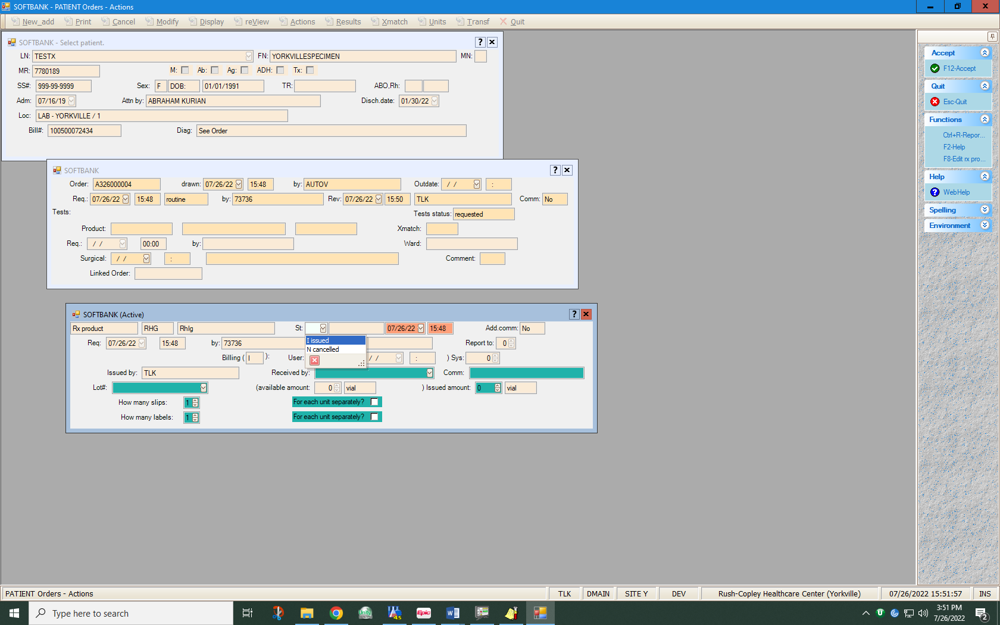 SOFTBANK - PATIENT Orders - Actions
New_add Print Cancel Modify Display reView Actions Results Xmatch Units Transf Quit
SOFTBANK - Select patient. ?
LN: TESTX FN: YORKVILLESPECIMEN MN:
MR: 7780189 M: Ab: Ag: ADH: Tx:
SS#: 999-99-9999 Sex: F DOB: 01/01/1991 TR: ABO,Rh:
Adm: 07/16/19 Attn by: ABRAHAM KURIAN Disch.date: 01/30/22
Loc: LAB - YORKVILLE / 1
Bill#: 100500072434 Diag: See Order
SOFTBANK ?
Order: A326000004 drawn: 07/26/22 15:48 by: AUTOV Outdate: / / :
Req.: 07/26/22 15:48 routine by: 73736 Rev: 07/26/22 15:50 TLK Comm: No
Tests: Tests status: requested
Product: Xmatch:
Req.: / / 00:00 by: Ward:
Surgical: / / : Comment:
Linked Order:
SOFTBANK (Active) ?
Rx product RHG RhIg St: 07/26/22 15:48 Add.comm: No
Req: 07/26/22 15:48 by: 73736 Report to: 0
I issued
N cancelled
Billing ( I ): User: / / : ) Sys: 0
Issued by: TLK Received by: Comm:
Lot#: (available amount: 0 vial ) Issued amount: 0 vial
How many slips: 1 For each unit separately?
How many labels: 1 For each unit separately?
Accept
F12-Accept
Quit
Esc-Quit
Functions
Ctrl+R-Repor...
F2-Help
F8-Edit rx pro...
Help
? WebHelp
Spelling
Environment
PATIENT Orders - Actions TLK DMAIN SITE Y DEV Rush-Copley Healthcare Center (Yorkville) 07/26/2022 15:51:57 INS
Type here to search Epic 3:51 PM
7/26/2022 2